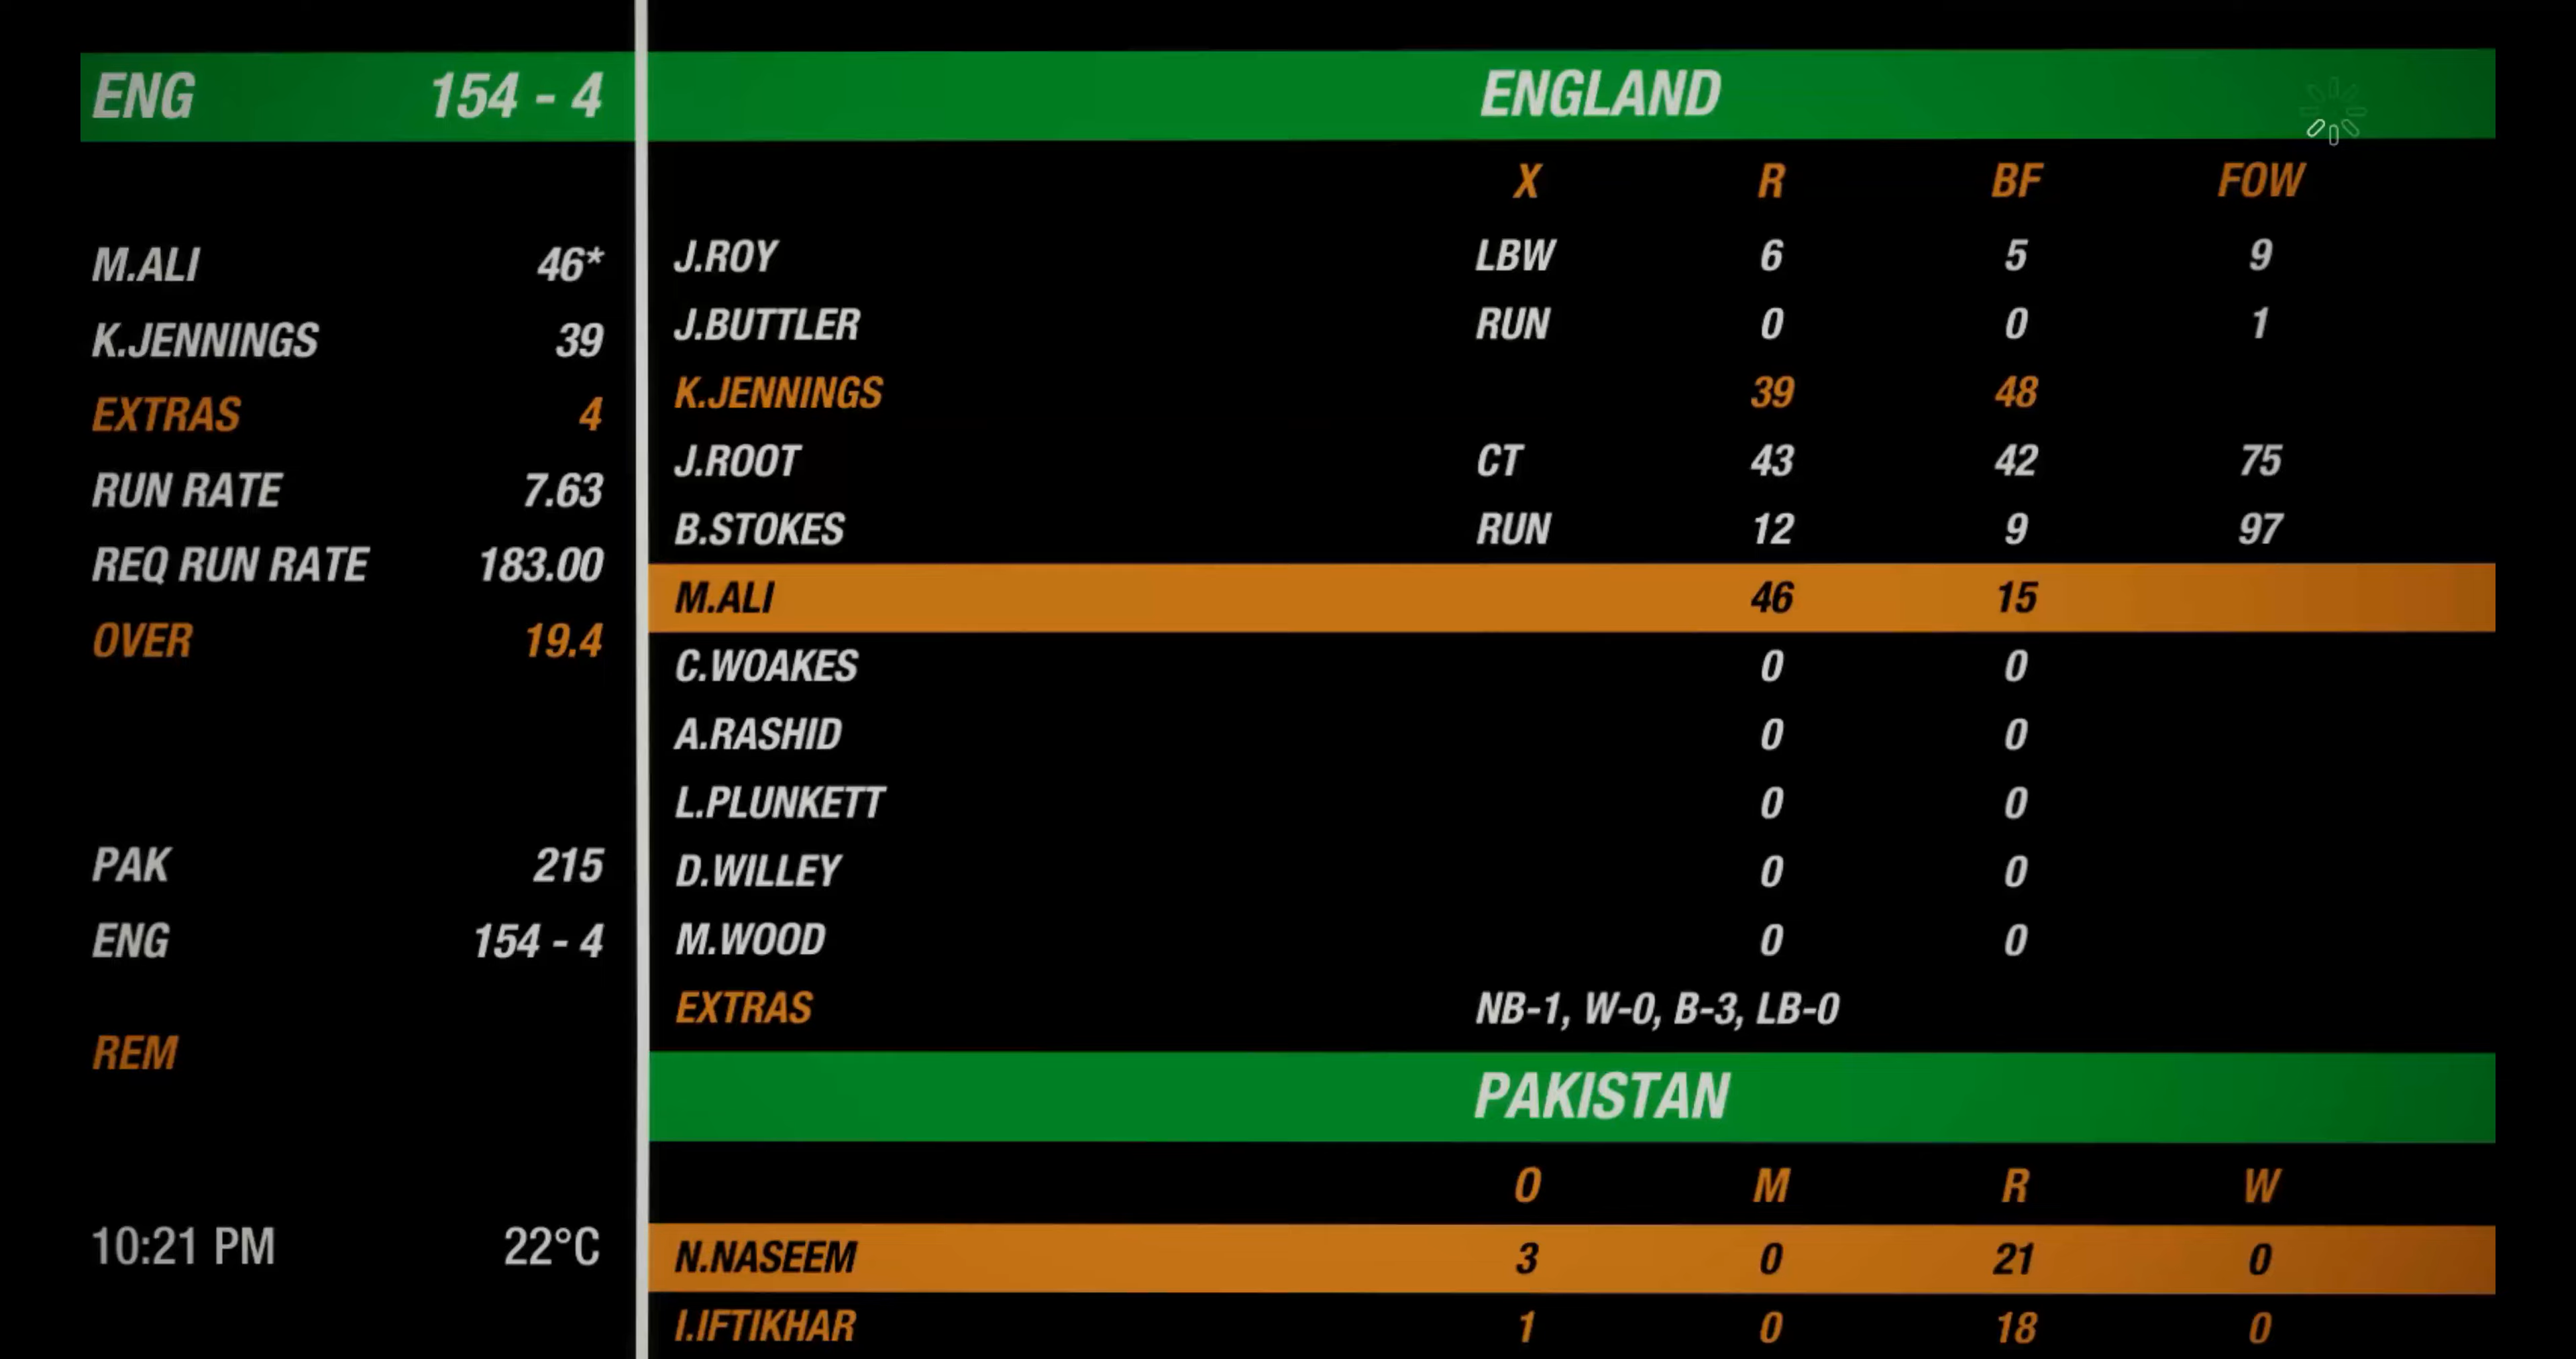 ENG 154 - 4
M.ALI 46*
K.JENNINGS 39
EXTRAS 4
RUN RATE 7.63
REQ RUN RATE 183.00
OVER 19.4
PAK 215
ENG 154 - 4
REM
10:21 PM 22°C
ENGLAND
X R BF FOW
J.ROY LBW 6 5 9
J.BUTTLER RUN 0 0 1
K.JENNINGS 39 48
J.ROOT CT 43 42 75
B.STOKES RUN 12 9 97
M.ALI 46 15
C.WOAKES 0 0
A.RASHID 0 0
L.PLUNKETT 0 0
D.WILLEY 0 0
M.WOOD 0 0
EXTRAS NB-1, W-0, B-3, LB-0
PAKISTAN
O M R W
N.NASEEM 3 0 21 0
I.IFTIKHAR 1 0 18 0